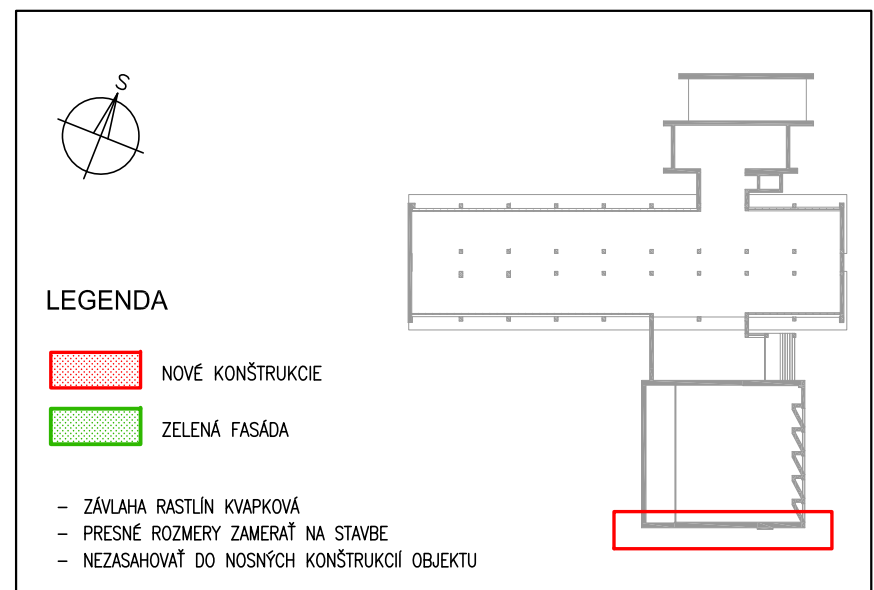 S
LEGENDA
NOVÉ KONŠTRUKCIE
ZELENÁ FASÁDA
– ZÁVLAHA RASTLÍN KVAPKOVÁ
– PRESNÉ ROZMERY ZAMERAŤ NA STAVBE
– NEZASAHOVAŤ DO NOSNÝCH KONŠTRUKCIÍ OBJEKTU